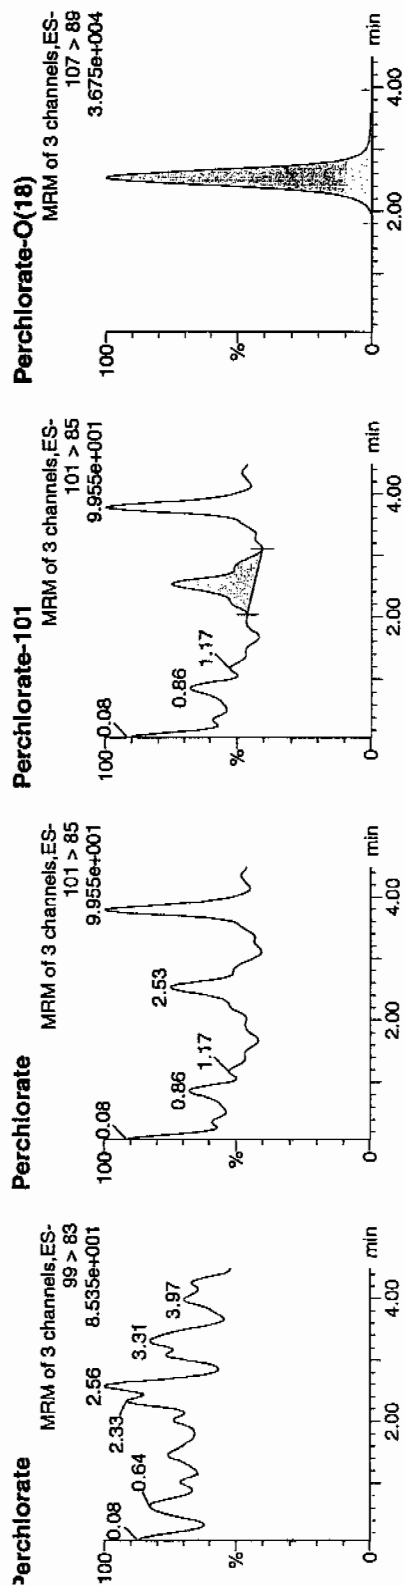 Perchlorate
MRM of 3 channels,ES-
99 > 83
8.535e+001
100
0.08
0.64
2.33
2.56
3.31
3.97
%
0
2.00
4.00
min
Perchlorate
MRM of 3 channels,ES-
101 > 85
9.955e+001
100
0.08
0.86
1.17
2.53
%
0
2.00
4.00
min
Perchlorate-101
MRM of 3 channels,ES-
101 > 85
9.955e+001
100
0.08
0.86
1.17
%
0
2.00
4.00
min
Perchlorate-O(18)
MRM of 3 channels,ES-
107 > 89
3.675e+004
100
%
0
2.00
4.00
min